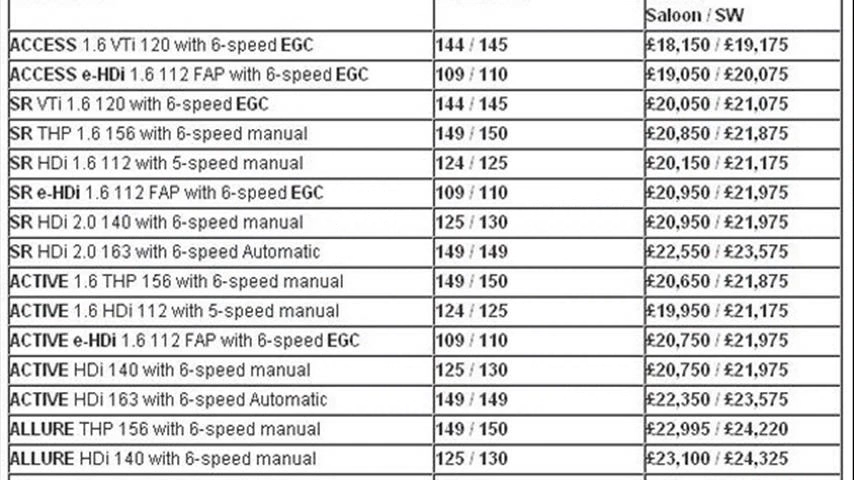 Saloon / SW
ACCESS 1.6 VTi 120 with 6-speed EGC 144 / 145 £18,150 / £19,175
ACCESS e-HDi 1.6 112 FAP with 6-speed EGC 109 / 110 £19,050 / £20,075
SR VTi 1.6 120 with 6-speed EGC 144 / 145 £20,050 / £21,075
SR THP 1.6 156 with 6-speed manual 149 / 150 £20,850 / £21,875
SR HDi 1.6 112 with 5-speed manual 124 / 125 £20,150 / £21,175
SR e-HDi 1.6 112 FAP with 6-speed EGC 109 / 110 £20,950 / £21,975
SR HDi 2.0 140 with 6-speed manual 125 / 130 £20,950 / £21,975
SR HDi 2.0 163 with 6-speed Automatic 149 / 149 £22,550 / £23,575
ACTIVE 1.6 THP 156 with 6-speed manual 149 / 150 £20,650 / £21,875
ACTIVE 1.6 HDi 112 with 5-speed manual 124 / 125 £19,950 / £21,175
ACTIVE e-HDi 1.6 112 FAP with 6-speed EGC 109 / 110 £20,750 / £21,975
ACTIVE HDi 140 with 6-speed manual 125 / 130 £20,750 / £21,975
ACTIVE HDi 163 with 6-speed Automatic 149 / 149 £22,350 / £23,575
ALLURE THP 156 with 6-speed manual 149 / 150 £22,995 / £24,220
ALLURE HDi 140 with 6-speed manual 125 / 130 £23,100 / £24,325